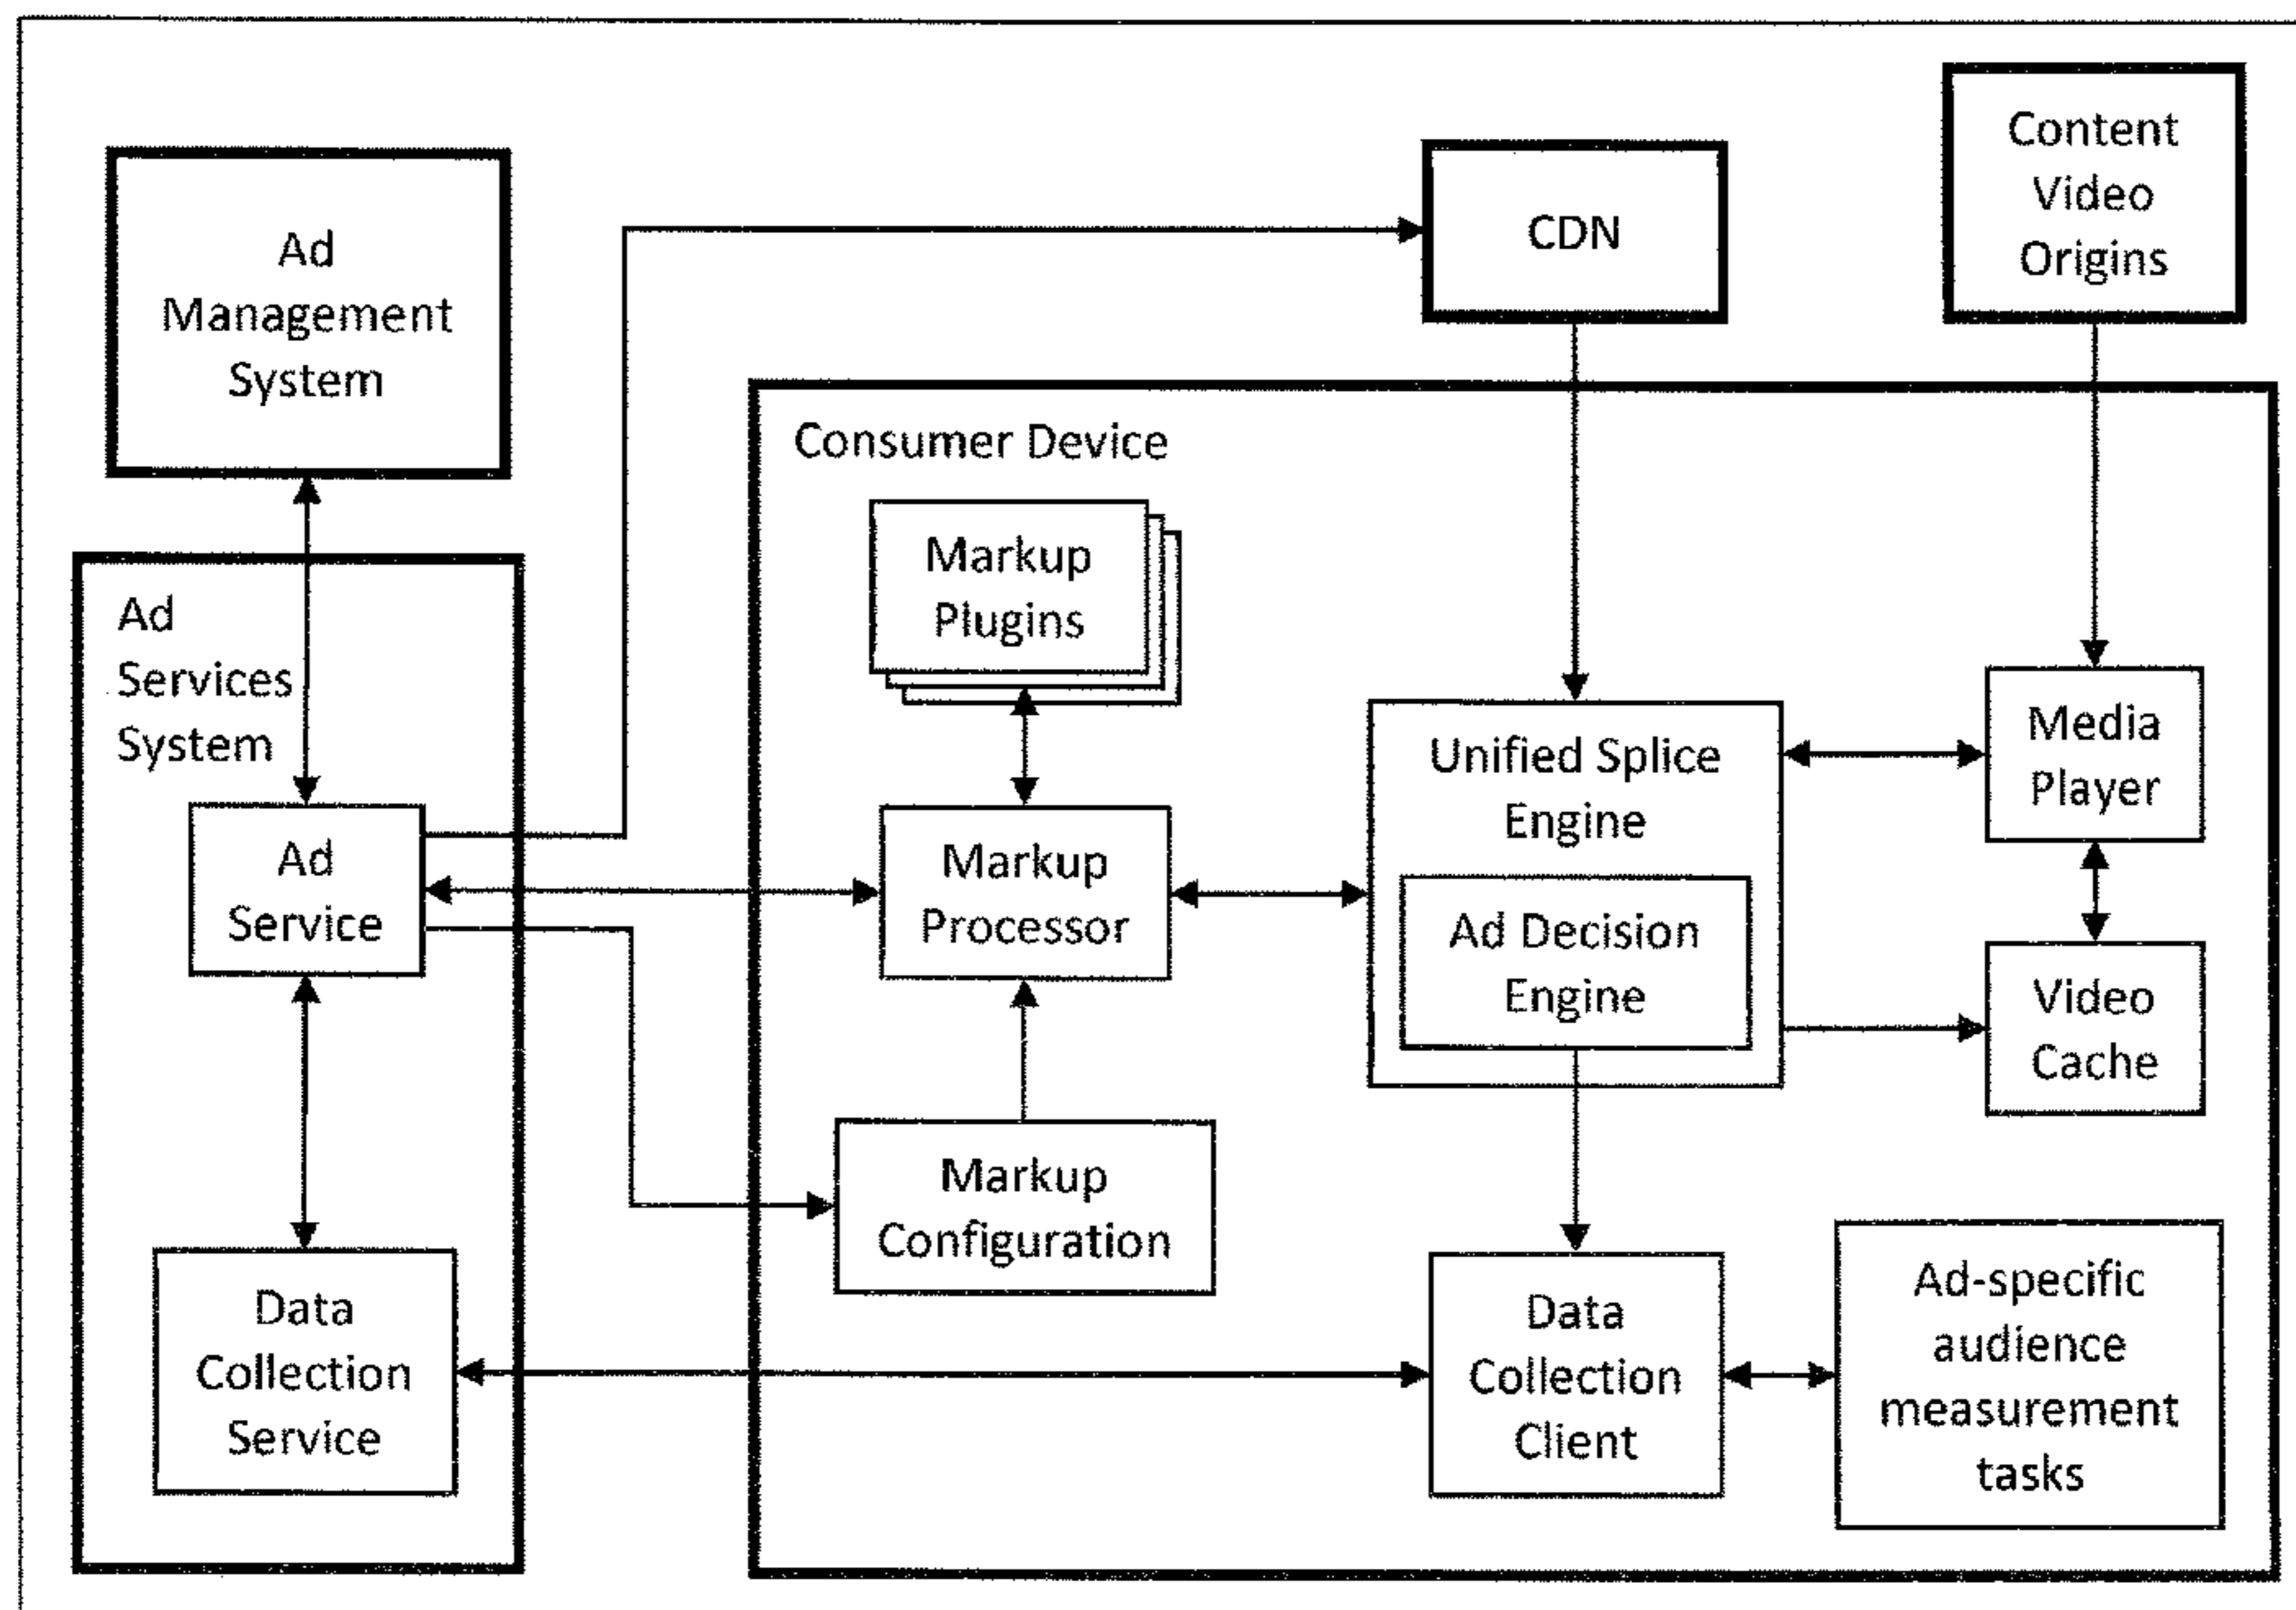 Content
Video
Origins
CDN
Ad
Management
System
Consumer Device
Markup
Plugins
Ad
Services
System
Unified Splice
Engine
Media
Player
Ad
Service
Markup
Processor
Ad Decision
Engine
Video
Cache
Markup
Configuration
Data
Collection
Service
Data
Collection
Client
Ad-specific
audience
measurement
tasks